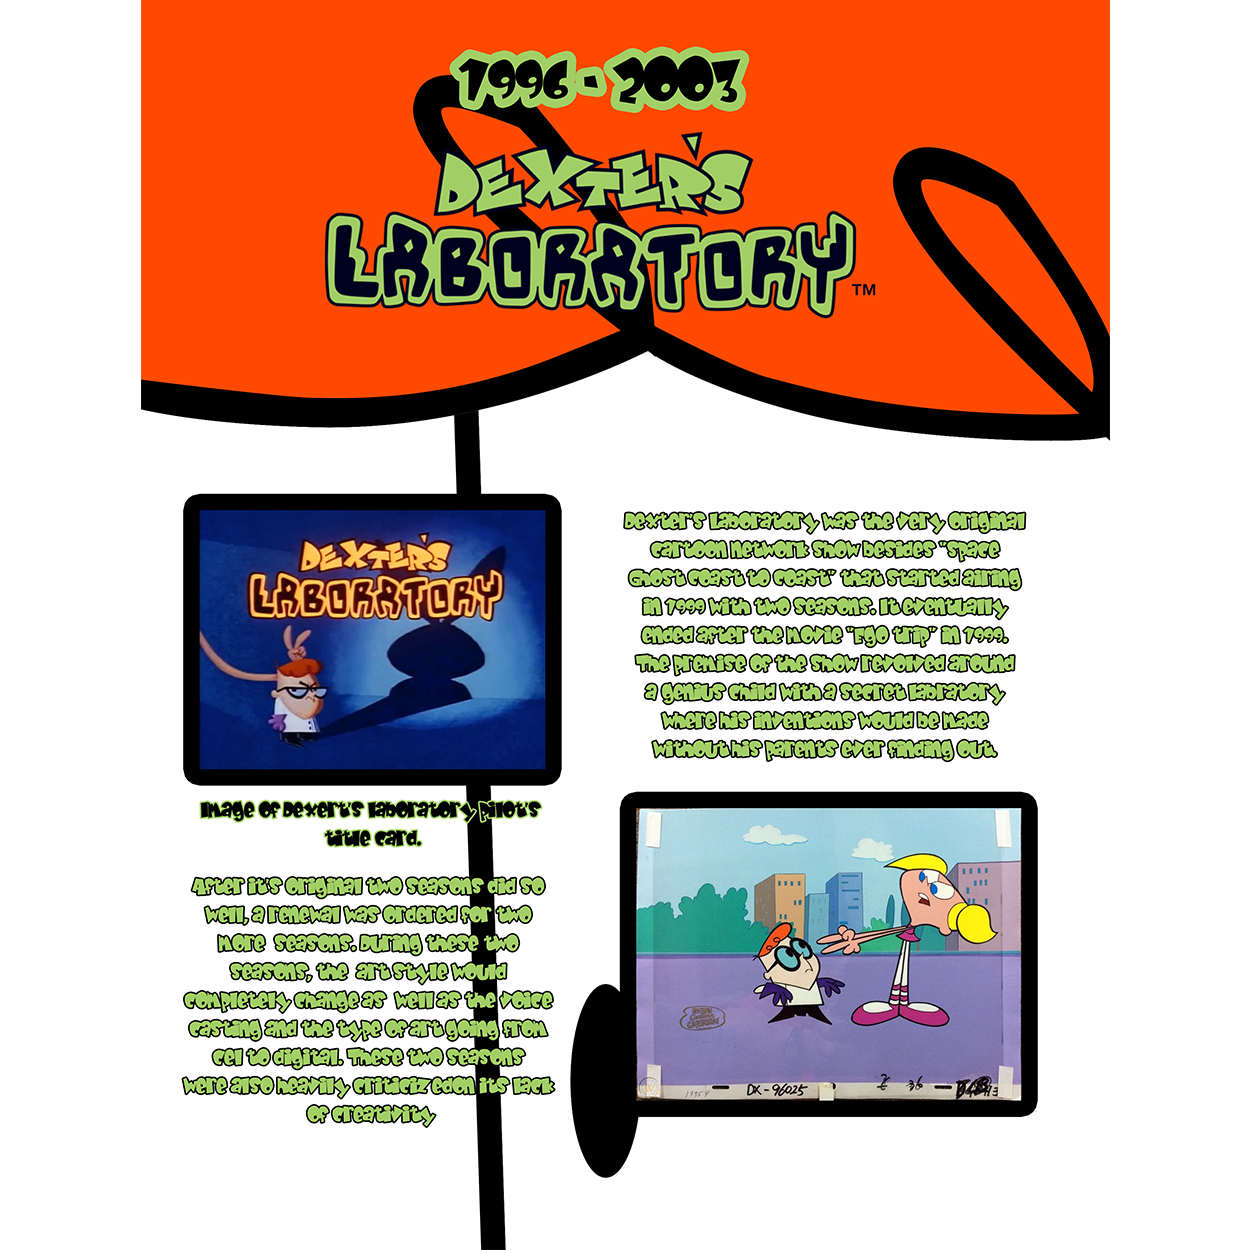 1996 - 2003
DEXTER'S
LABORATORY™
DEXTER'S
LABORATORY
Image of Dexert's laboratory pilot's
title card.
After it's original two seasons did so
well, a renewal was ordered for two
more seasons. During these two
seasons, the art style would
completely change as well as the voice
casting and the type of art going from
cel to digital. These two seasons
were also heavily criticized on its lack
of creativity
Dexter's laboratory was the very original
cartoon network show besides "Space
Ghost Coast to Coast" that started airing
in 1999 with two seasons. It eventually
ended after the movie "Ego trip" in 1999.
The premise of the show revolved around
a genius child with a secret labratory
where his inventions would be made
without his parents ever finding out.
DX-96025
36